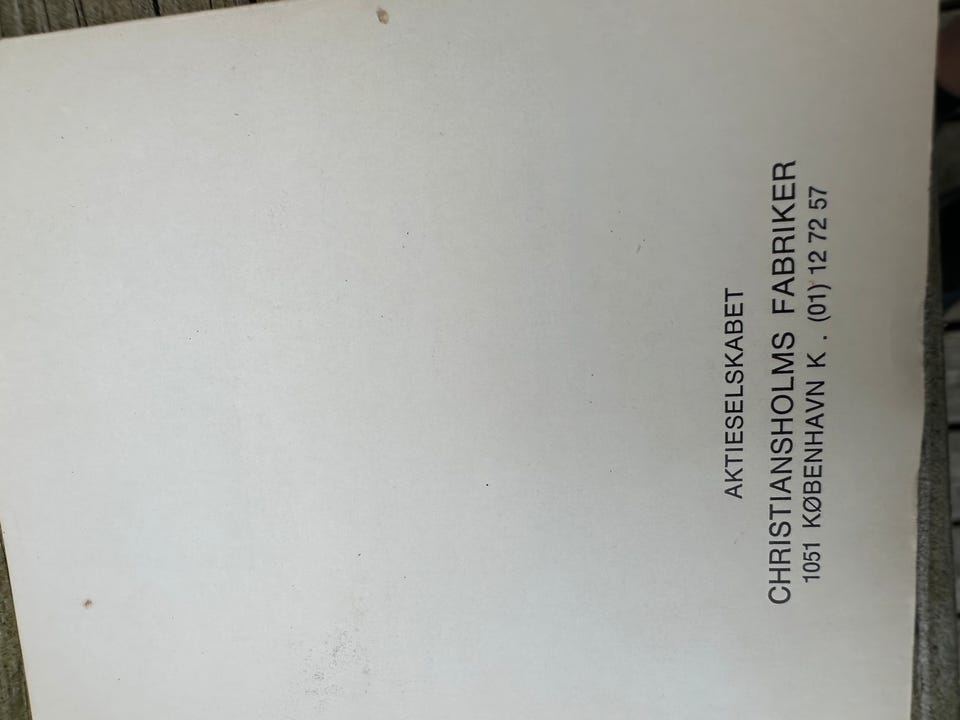 AKTIESELSKABET
CHRISTIANSHOLMS FABRIKER
1051 KØBENHAVN K . (01) 12 72 57